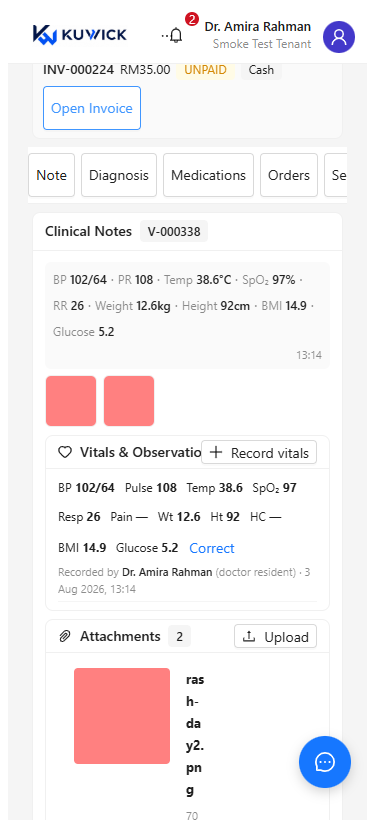 KUWICK
2
Dr. Amira Rahman
Smoke Test Tenant
INV-000224 RM35.00 UNPAID Cash
Open Invoice
Note
Diagnosis
Medications
Orders
Se
Clinical Notes V-000338
BP 102/64 · PR 108 · Temp 38.6°C · SpO₂ 97% ·
RR 26 · Weight 12.6kg · Height 92cm · BMI 14.9 ·
Glucose 5.2
13:14
Vitals & Observatio
Record vitals
BP 102/64 Pulse 108 Temp 38.6 SpO₂ 97
Resp 26 Pain — Wt 12.6 Ht 92 HC —
BMI 14.9 Glucose 5.2 Correct
Recorded by Dr. Amira Rahman (doctor resident) · 3
Aug 2026, 13:14
Attachments 2
Upload
ras
h-
da
y2.
pn
g
70